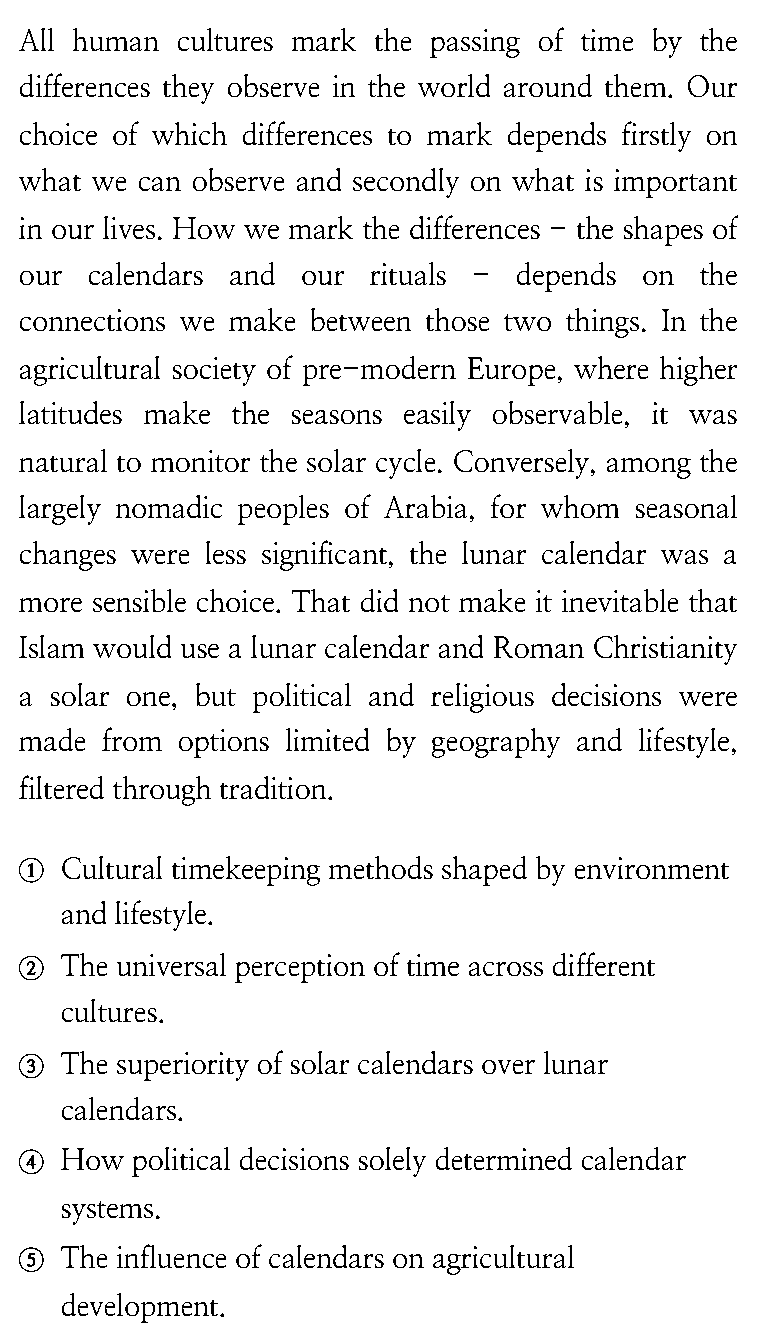 All human cultures mark the passing of time by the
differences they observe in the world around them. Our
choice of which differences to mark depends firstly on
what we can observe and secondly on what is important
in our lives. How we mark the differences – the shapes of
our calendars and our rituals – depends on the
connections we make between those two things. In the
agricultural society of pre-modern Europe, where higher
latitudes make the seasons easily observable, it was
natural to monitor the solar cycle. Conversely, among the
largely nomadic peoples of Arabia, for whom seasonal
changes were less significant, the lunar calendar was a
more sensible choice. That did not make it inevitable that
Islam would use a lunar calendar and Roman Christianity
a solar one, but political and religious decisions were
made from options limited by geography and lifestyle,
filtered through tradition.
① Cultural timekeeping methods shaped by environment
and lifestyle.
② The universal perception of time across different
cultures.
③ The superiority of solar calendars over lunar
calendars.
④ How political decisions solely determined calendar
systems.
⑤ The influence of calendars on agricultural
development.